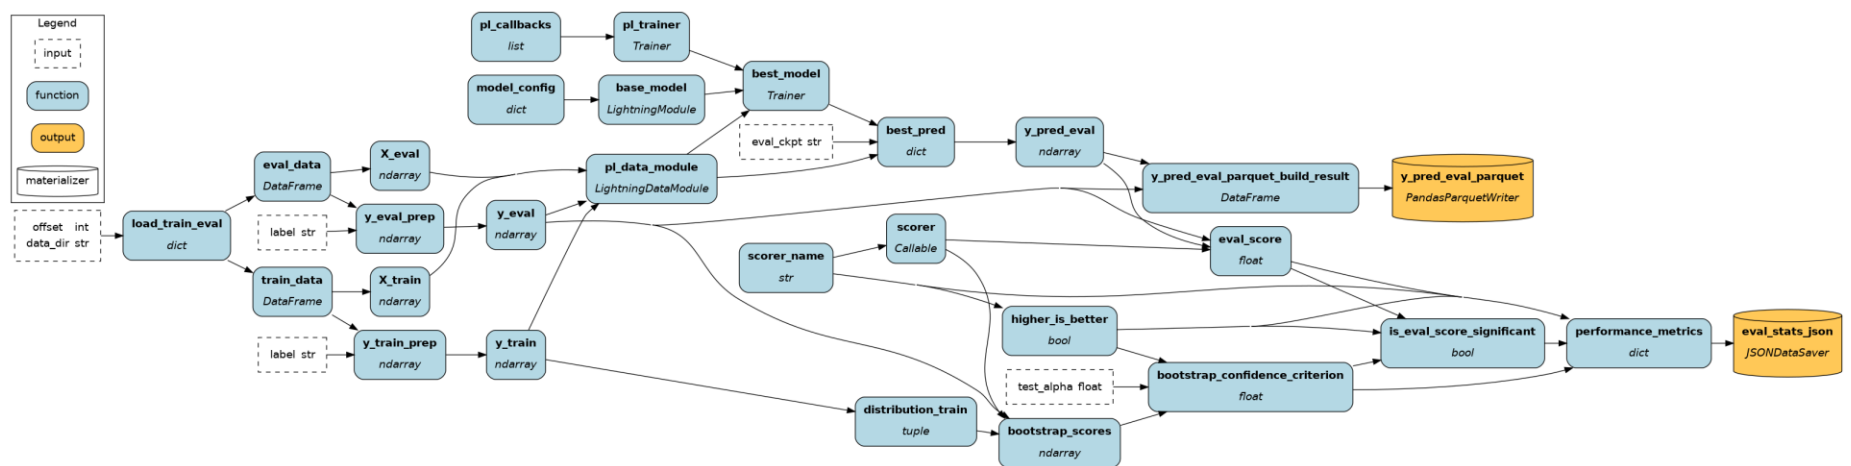 Legend
input
function
output
materializer
offset int
data_dir str
load_train_eval
dict
eval_data
DataFrame
label str
train_data
DataFrame
label str
X_eval
ndarray
y_eval_prep
ndarray
X_train
ndarray
y_train_prep
ndarray
pl_callbacks
list
model_config
dict
y_eval
ndarray
y_train
ndarray
pl_trainer
Trainer
base_model
LightningModule
pl_data_module
LightningDataModule
best_model
Trainer
eval_ckpt str
scorer_name
str
best_pred
dict
scorer
Callable
distribution_train
tuple
y_pred_eval
ndarray
higher_is_better
bool
test_alpha float
bootstrap_scores
ndarray
y_pred_eval_parquet_build_result
DataFrame
eval_score
float
bootstrap_confidence_criterion
float
y_pred_eval_parquet
PandasParquetWriter
is_eval_score_significant
bool
performance_metrics
dict
eval_stats_json
JSONDataSaver